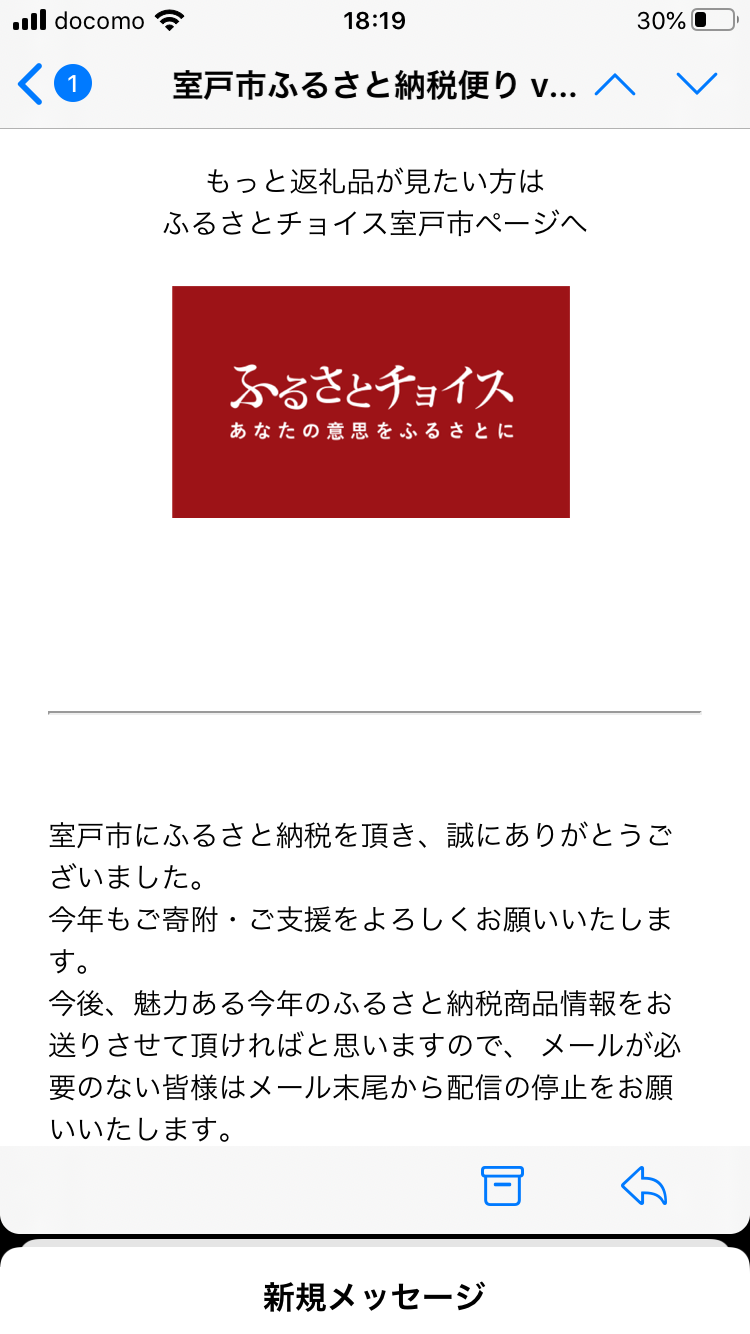 docomo 18:19 30%
1 室戸市ふるさと納税便り v...
もっと返礼品が見たい方は
ふるさとチョイス室戸市ページへ
ふるさとチョイス
あなたの意思をふるさとに
室戸市にふるさと納税を頂き、誠にありがとうご
ざいました。
今年もご寄附・ご支援をよろしくお願いいたしま
す。
今後、魅力ある今年のふるさと納税商品情報をお
送りさせて頂ければと思いますので、 メールが必
要のない皆様はメール末尾から配信の停止をお願
いいたします。
新規メッセージ